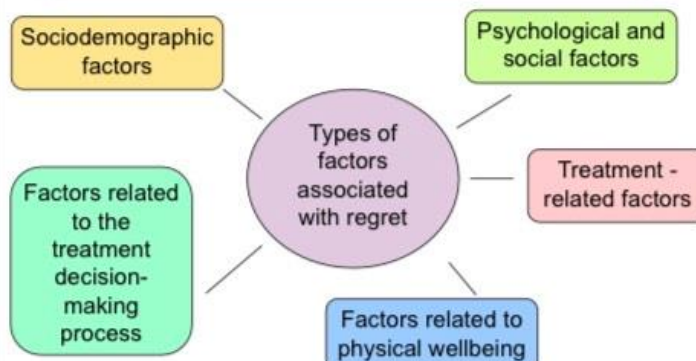 Sociodemographic
factors
Psychological and
social factors
Types of
factors
associated
with regret
Treatment -
related factors
Factors related
to the
treatment
decision-
making
process
Factors related to
physical wellbeing